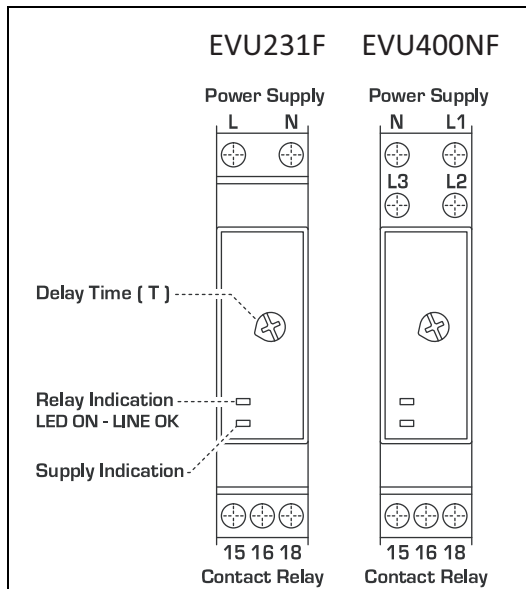 EVU231F EVU400NF
Power Supply Power Supply
L N N L1
L3 L2
Delay Time ( T )
Relay Indication
LED ON - LINE OK
Supply Indication
15 16 18 15 16 18
Contact Relay Contact Relay